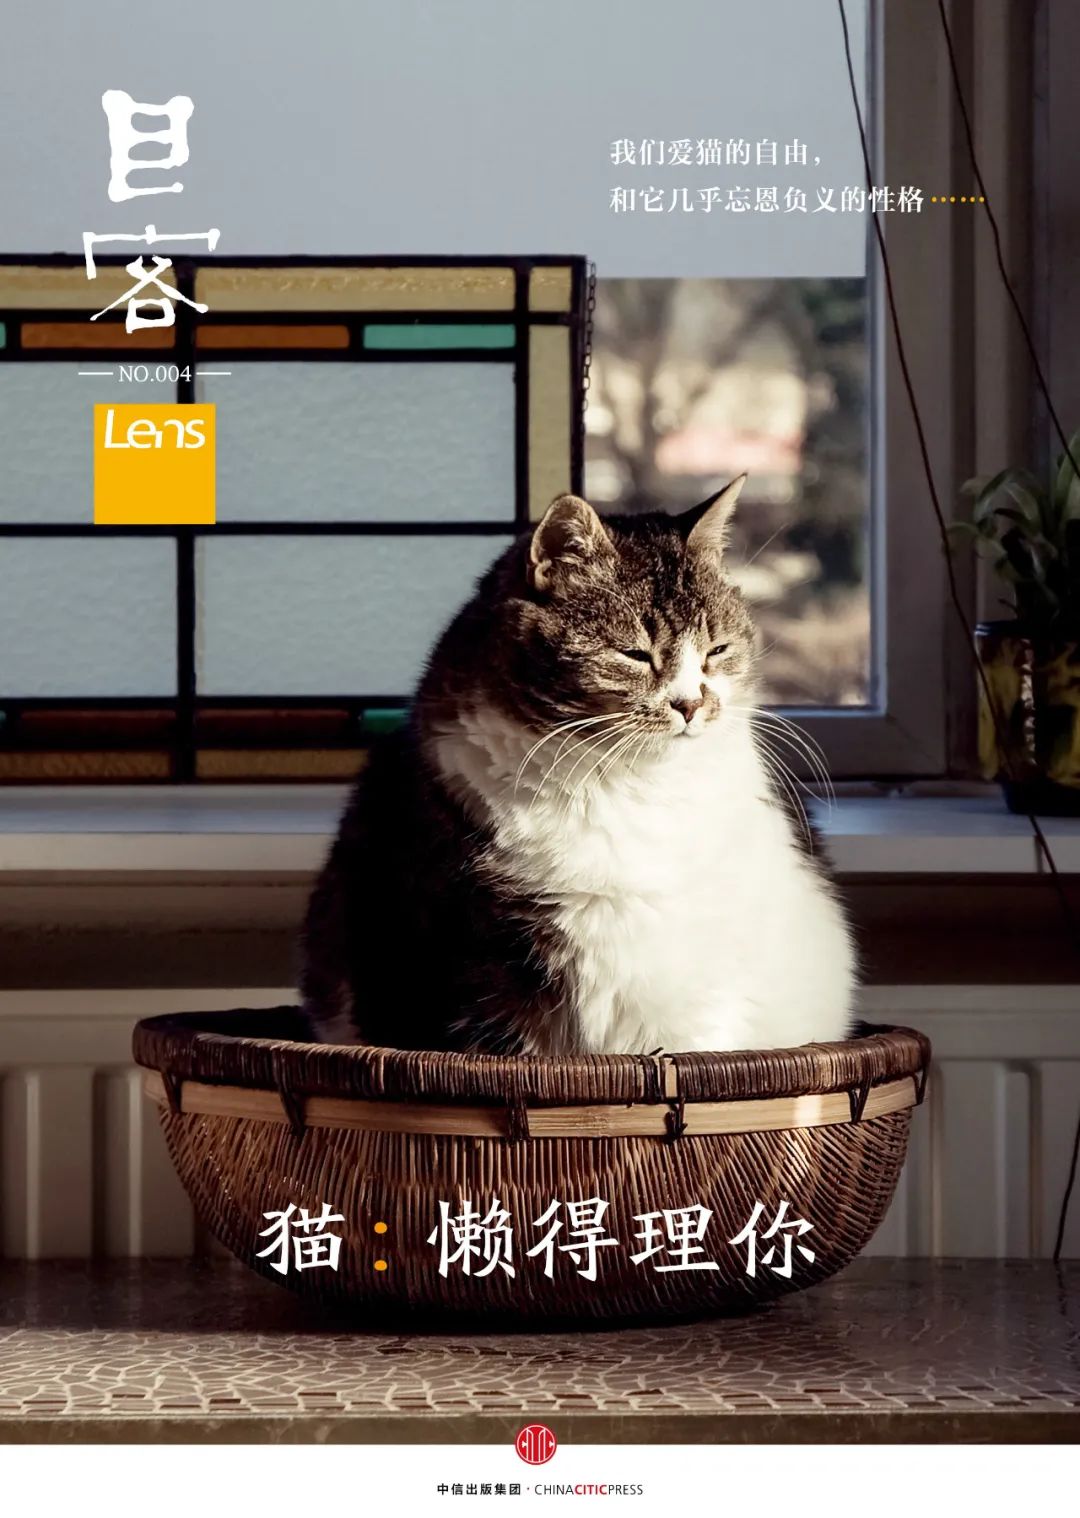 目客
NO.004
Lens
我们爱猫的自由，
和它几乎忘恩负义的性格……
猫：懒得理你
中信出版集团·CHINACITICPRESS